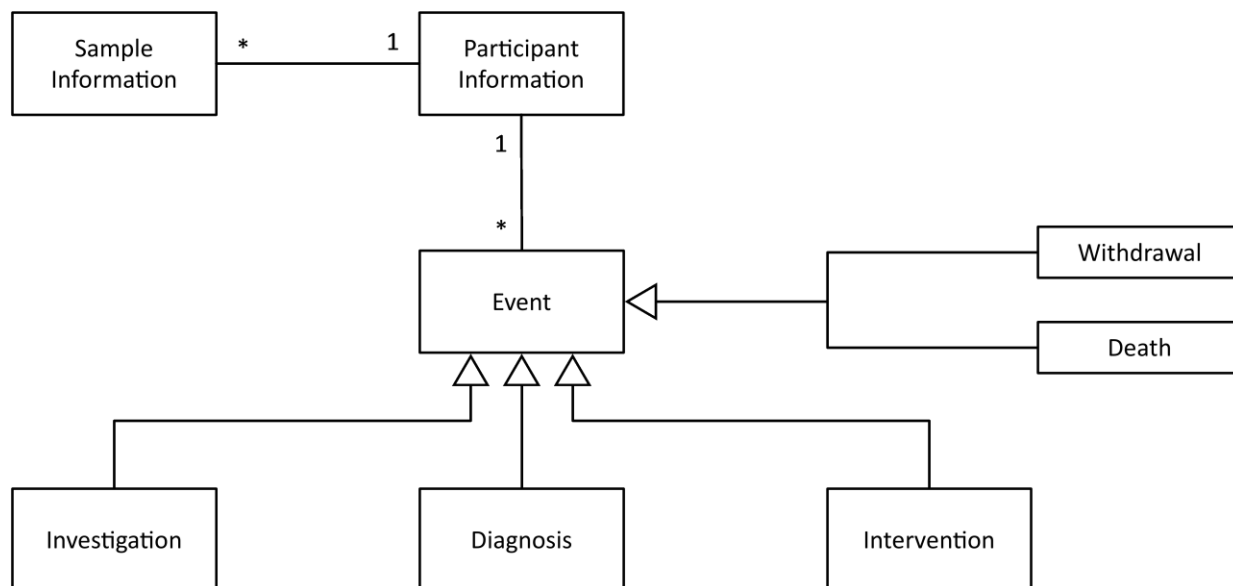 Sample
Information
*
1
Participant
Information
1
*
Event
Withdrawal
Death
Investigation
Diagnosis
Intervention